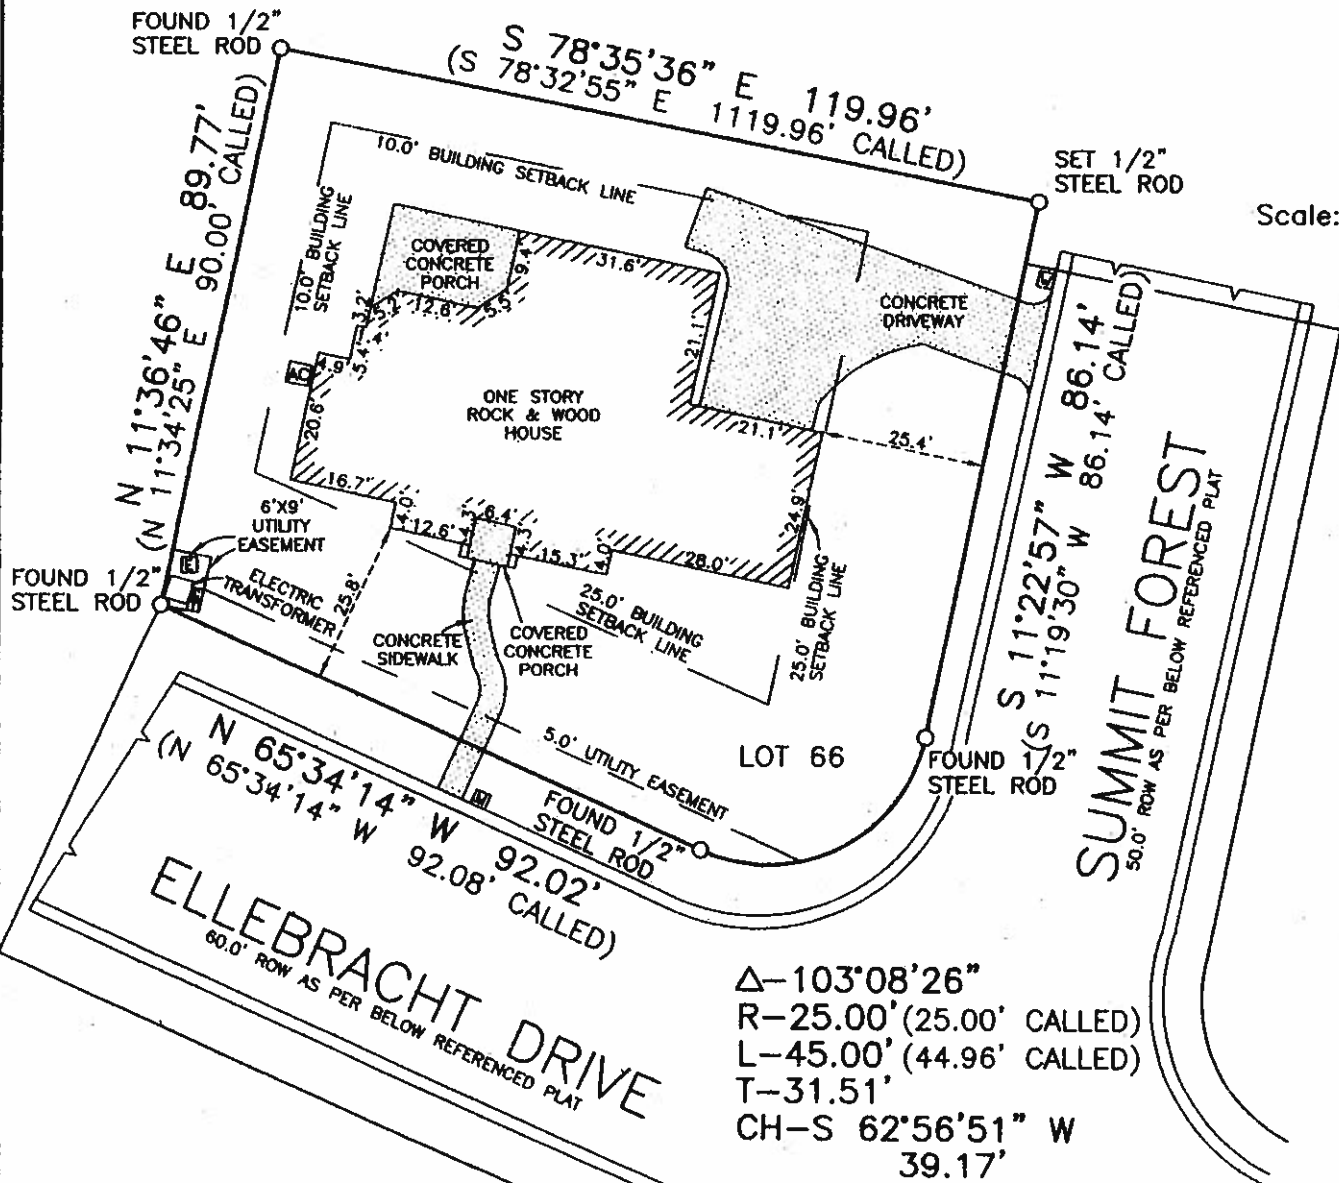 FOUND 1/2"
STEEL ROD
S 78°35'36" E 119.96'
(S 78°32'55" E 1119.96' CALLED)
SET 1/2"
STEEL ROD
Scale:
N 11°36'46" E 89.77'
(N 11°34'25" E 90.00' CALLED)
10.0' BUILDING SETBACK LINE
10.0' BUILDING
SETBACK LINE
COVERED
CONCRETE
PORCH
9.4'
31.6'
3.2'
5.2'
12.6'
5.5'
5.4'
4.9'
20.6'
21.1'
CONCRETE
DRIVEWAY
ONE STORY
ROCK & WOOD
HOUSE
21.1'
25.4'
16.7'
4.0'
12.6'
4.3'
6.4'
4.3'
15.3'
4.0'
28.0'
24.9'
25.0' BUILDING
SETBACK LINE
25.0' BUILDING
SETBACK LINE
6'X9'
UTILITY
EASEMENT
E
ELECTRIC
TRANSFORMER
25.8'
FOUND 1/2"
STEEL ROD
CONCRETE
SIDEWALK
COVERED
CONCRETE
PORCH
S 11°22'57" W 86.14'
(S 11°19'30" W 86.14' CALLED)
SUMMIT FOREST
50.0' ROW AS PER BELOW REFERENCED PLAT
LOT 66
5.0' UTILITY EASEMENT
FOUND 1/2"
STEEL ROD
N 65°34'14" W 92.02'
(N 65°34'14" W 92.08' CALLED)
M
FOUND 1/2"
STEEL ROD
ELLEBRACHT DRIVE
60.0' ROW AS PER BELOW REFERENCED PLAT
Δ-103°08'26"
R-25.00' (25.00' CALLED)
L-45.00' (44.96' CALLED)
T-31.51'
CH-S 62°56'51" W
39.17'